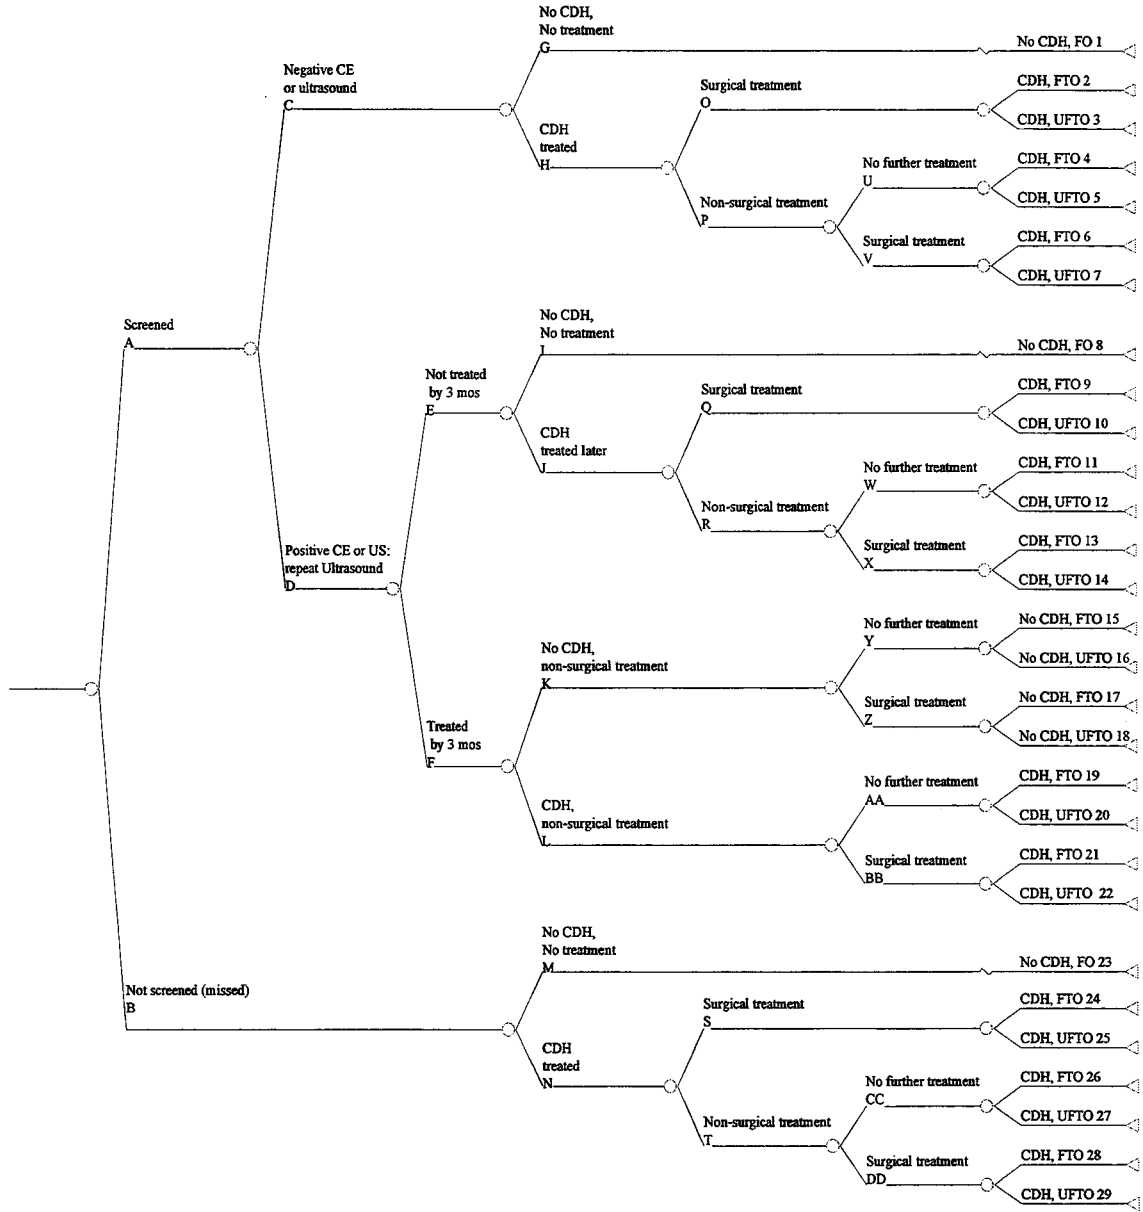 No CDH,
No treatment
G
No CDH, FO 1
Negative CE
or ultrasound
C
Surgical treatment
O
CDH, FTO 2
CDH, UFTO 3
CDH
treated
H
No further treatment
U
CDH, FTO 4
CDH, UFTO 5
Non-surgical treatment
P
Surgical treatment
V
CDH, FTO 6
CDH, UFTO 7
Screened
A
No CDH,
No treatment
I
No CDH, FO 8
Not treated
by 3 mos
E
Surgical treatment
Q
CDH, FTO 9
CDH, UFTO 10
CDH
treated later
J
No further treatment
W
CDH, FTO 11
CDH, UFTO 12
Non-surgical treatment
R
Surgical treatment
X
CDH, FTO 13
CDH, UFTO 14
Positive CE or US:
repeat Ultrasound
D
No CDH,
non-surgical treatment
K
No further treatment
Y
No CDH, FTO 15
No CDH, UFTO 16
Surgical treatment
Z
No CDH, FTO 17
No CDH, UFTO 18
Treated
by 3 mos
F
CDH,
non-surgical treatment
L
No further treatment
AA
CDH, FTO 19
CDH, UFTO 20
Surgical treatment
BB
CDH, FTO 21
CDH, UFTO 22
Not screened (missed)
B
No CDH,
No treatment
M
No CDH, FO 23
Surgical treatment
S
CDH, FTO 24
CDH, UFTO 25
CDH
treated
N
No further treatment
CC
CDH, FTO 26
CDH, UFTO 27
Non-surgical treatment
T
Surgical treatment
DD
CDH, FTO 28
CDH, UFTO 29